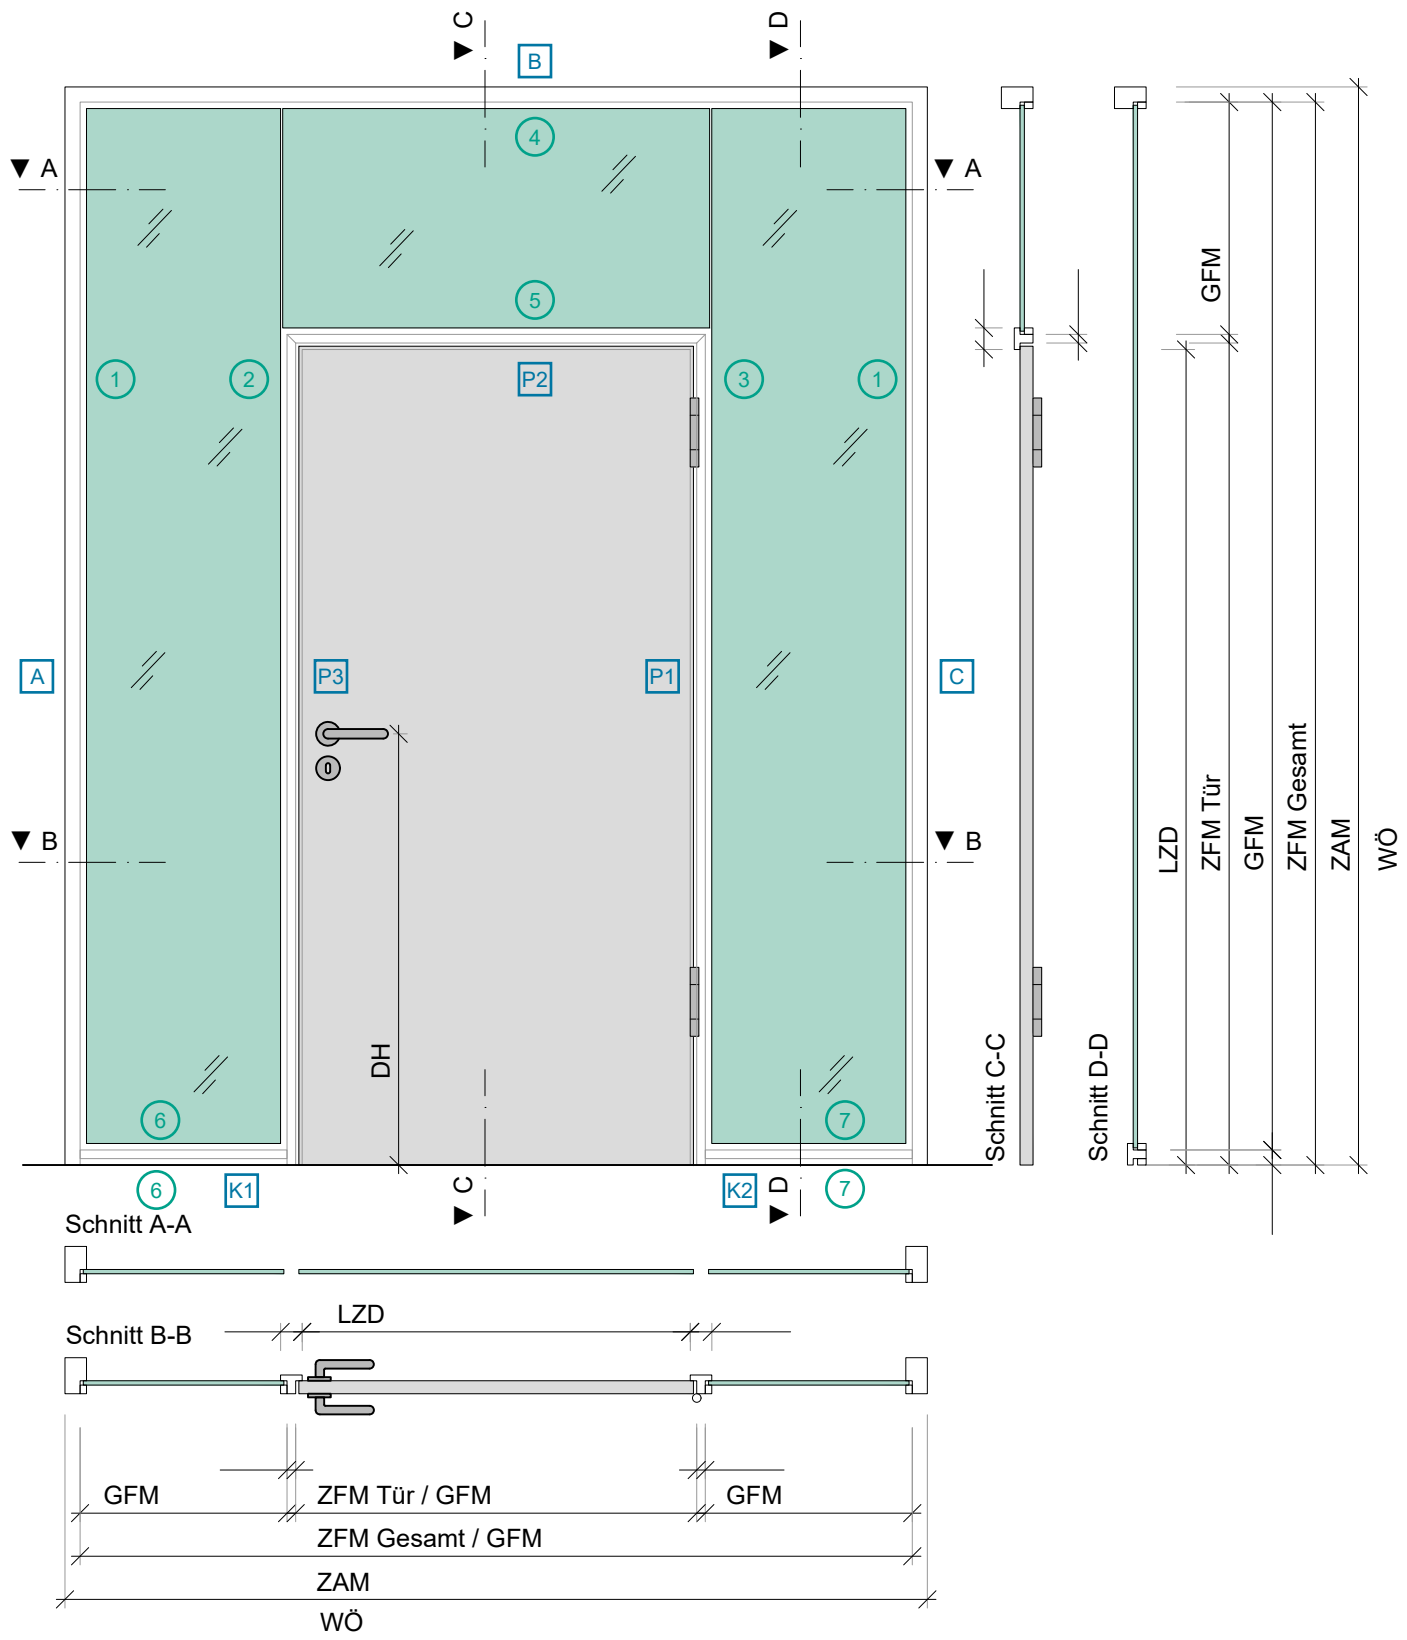 C
D
B
4
A
A
5
GFM
1
2
P2
3
1
A
P3
P1
C
LZD
ZFM Tür
GFM
ZFM Gesamt
ZAM
WÖ
B
B
DH
Schnitt C-C
Schnitt D-D
6
7
6
K1
C
K2
D
7
Schnitt A-A
LZD
Schnitt B-B
GFM
ZFM Tür / GFM
GFM
ZFM Gesamt / GFM
ZAM
WÖ